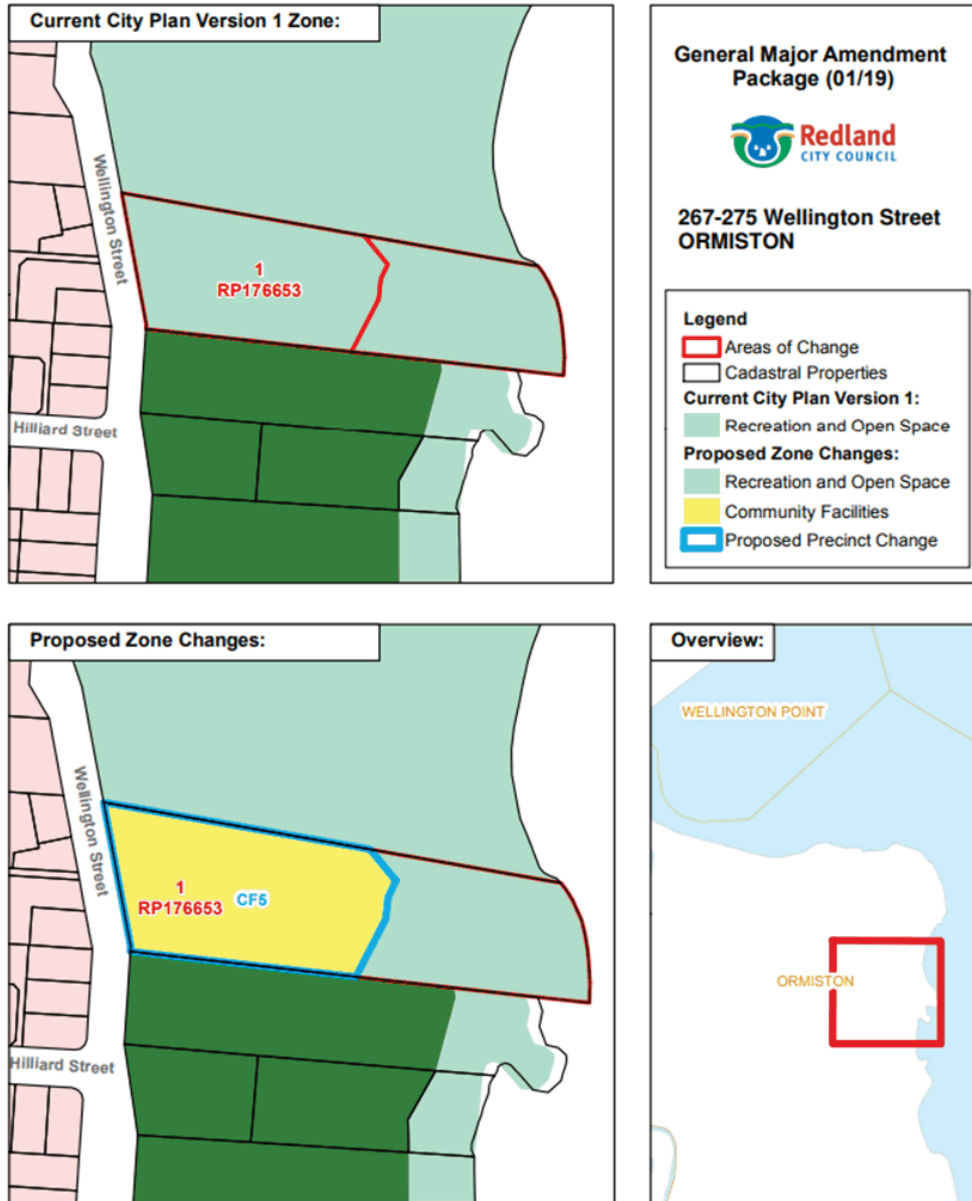 Current City Plan Version 1 Zone:
Wellington Street
1
RP176653
Hilliard Street
General Major Amendment
Package (01/19)
Redland
CITY COUNCIL
267-275 Wellington Street
ORMISTON
Legend
Areas of Change
Cadastral Properties
Current City Plan Version 1:
Recreation and Open Space
Proposed Zone Changes:
Recreation and Open Space
Community Facilities
Proposed Precinct Change
Proposed Zone Changes:
Wellington Street
1
RP176653 CF5
Hilliard Street
Overview:
WELLINGTON POINT
ORMISTON